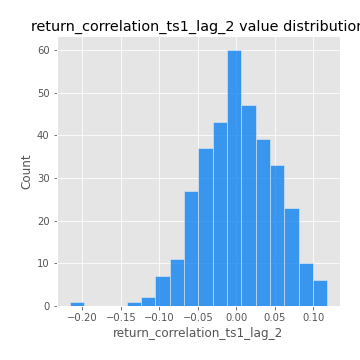 return_correlation_ts1_lag_2 value distribution
60
50
40
30
20
10
0
Count
−0.20 −0.15 −0.10 −0.05 0.00 0.05 0.10
return_correlation_ts1_lag_2